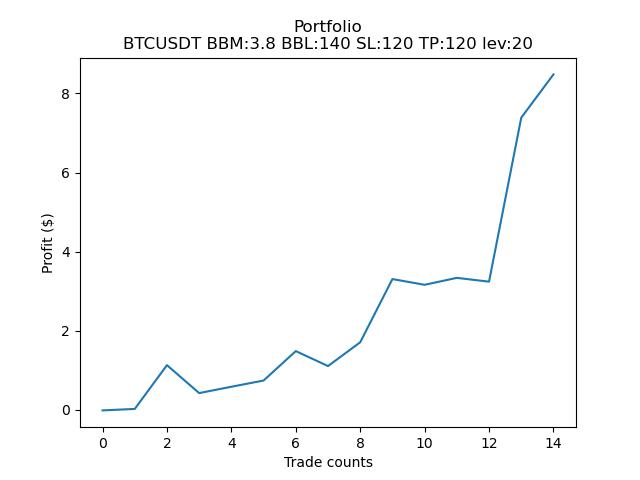 Portfolio
BTCUSDT BBM:3.8 BBL:140 SL:120 TP:120 lev:20
8
6
4
2
0
Profit ($)
0 2 4 6 8 10 12 14
Trade counts